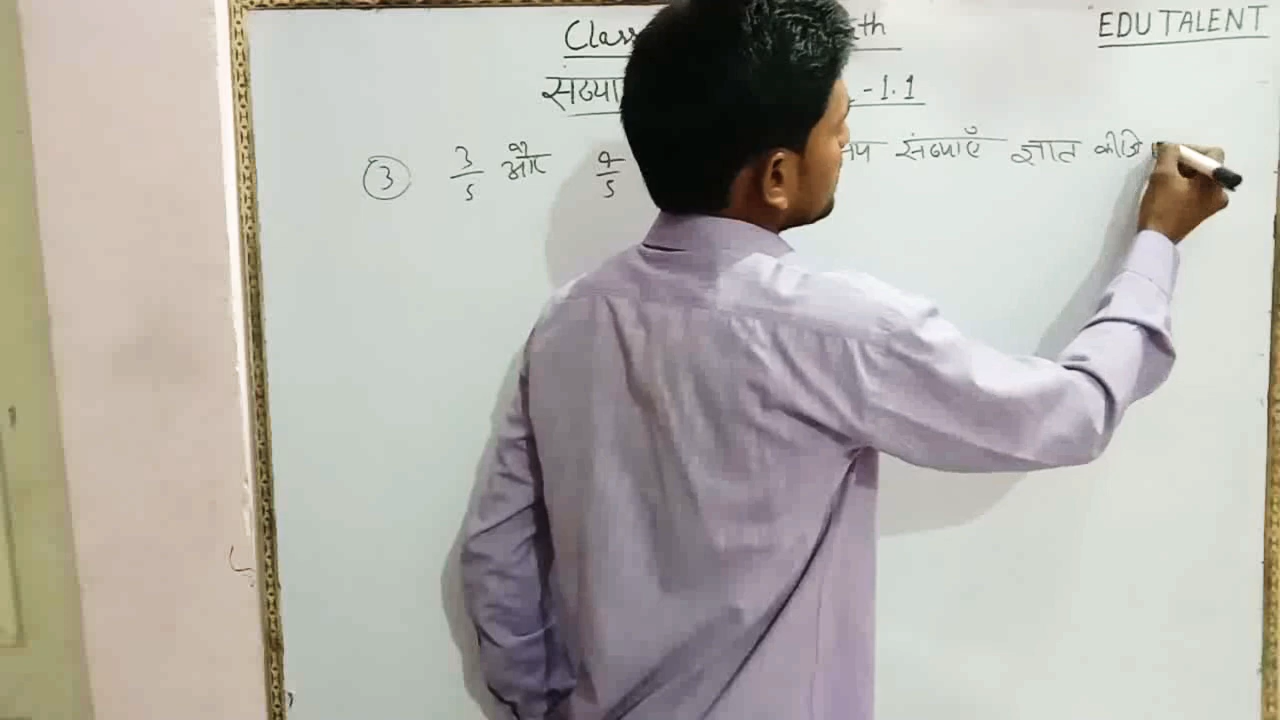 Class th EDU TALENT
संख्या -1.1
③ 3/5 और 4/5 संख्याएँ ज्ञात कीजि